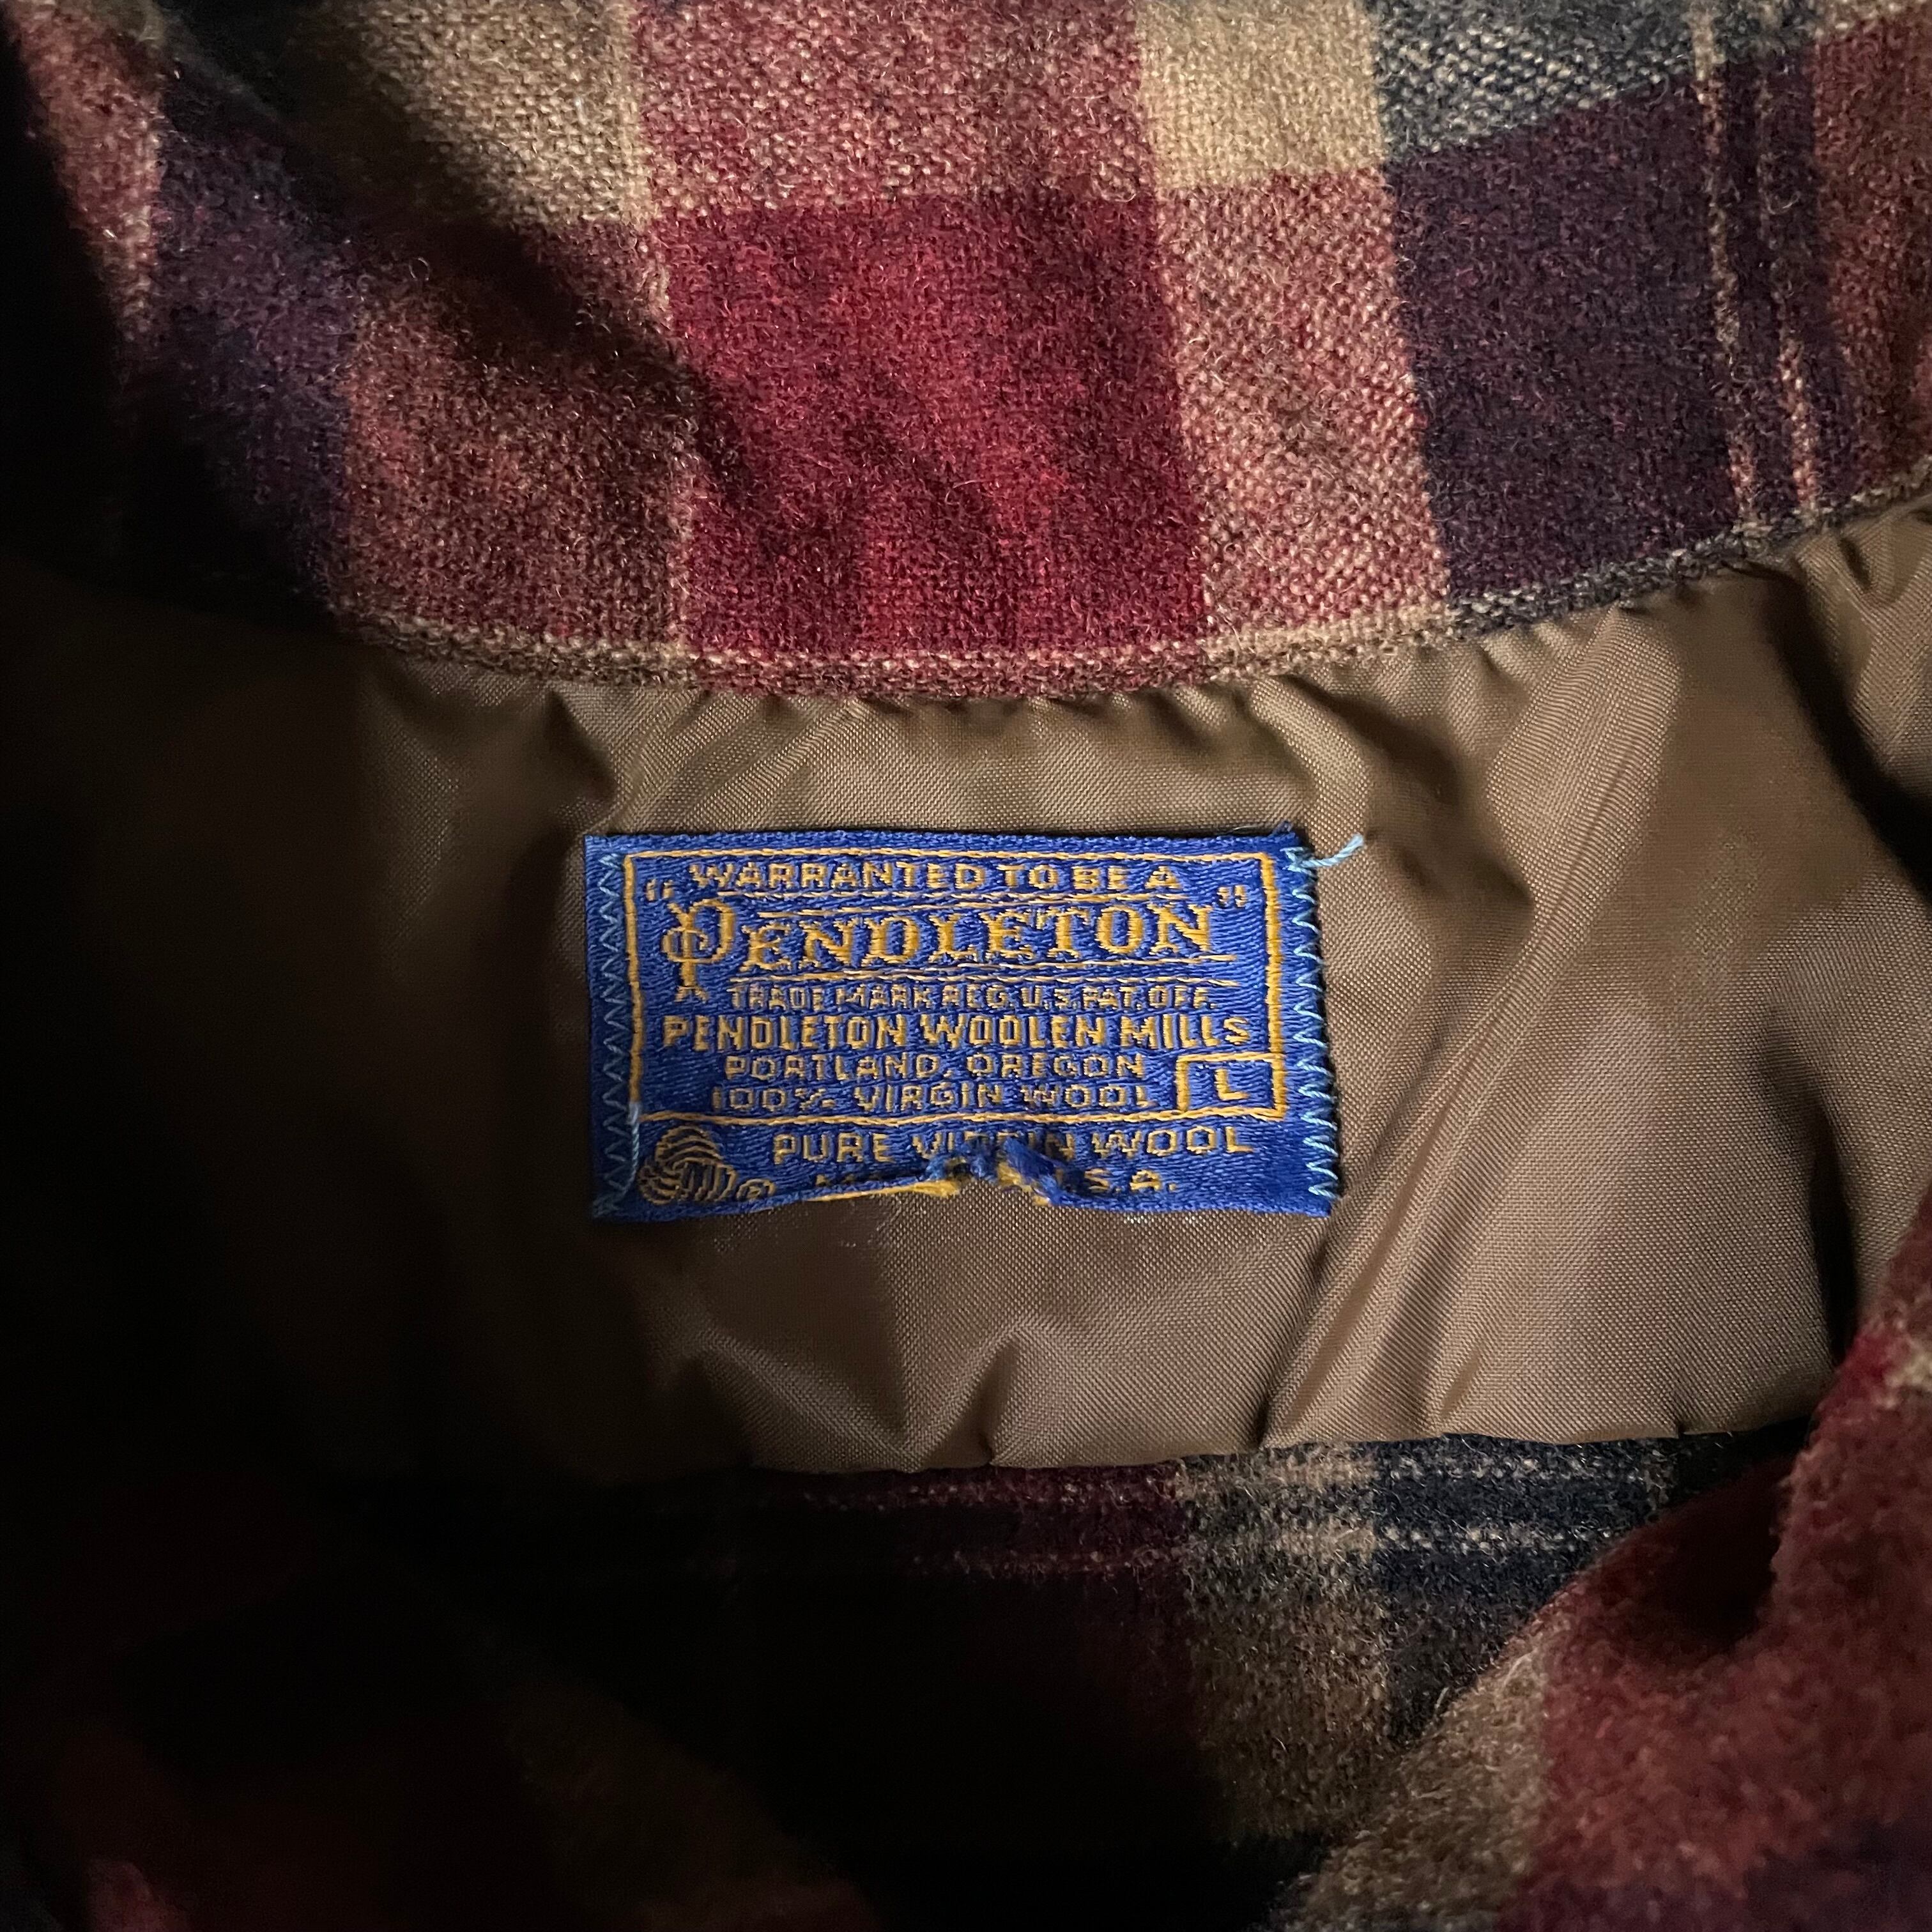 WARRANTED TO BE A
"PENDLETON"
TRADE MARK REG. U.S. PAT. OFF.
PENDLETON WOOLEN MILLS
PORTLAND, OREGON
100% VIRGIN WOOL L
PURE VIRGIN WOOL
® U.S.A.